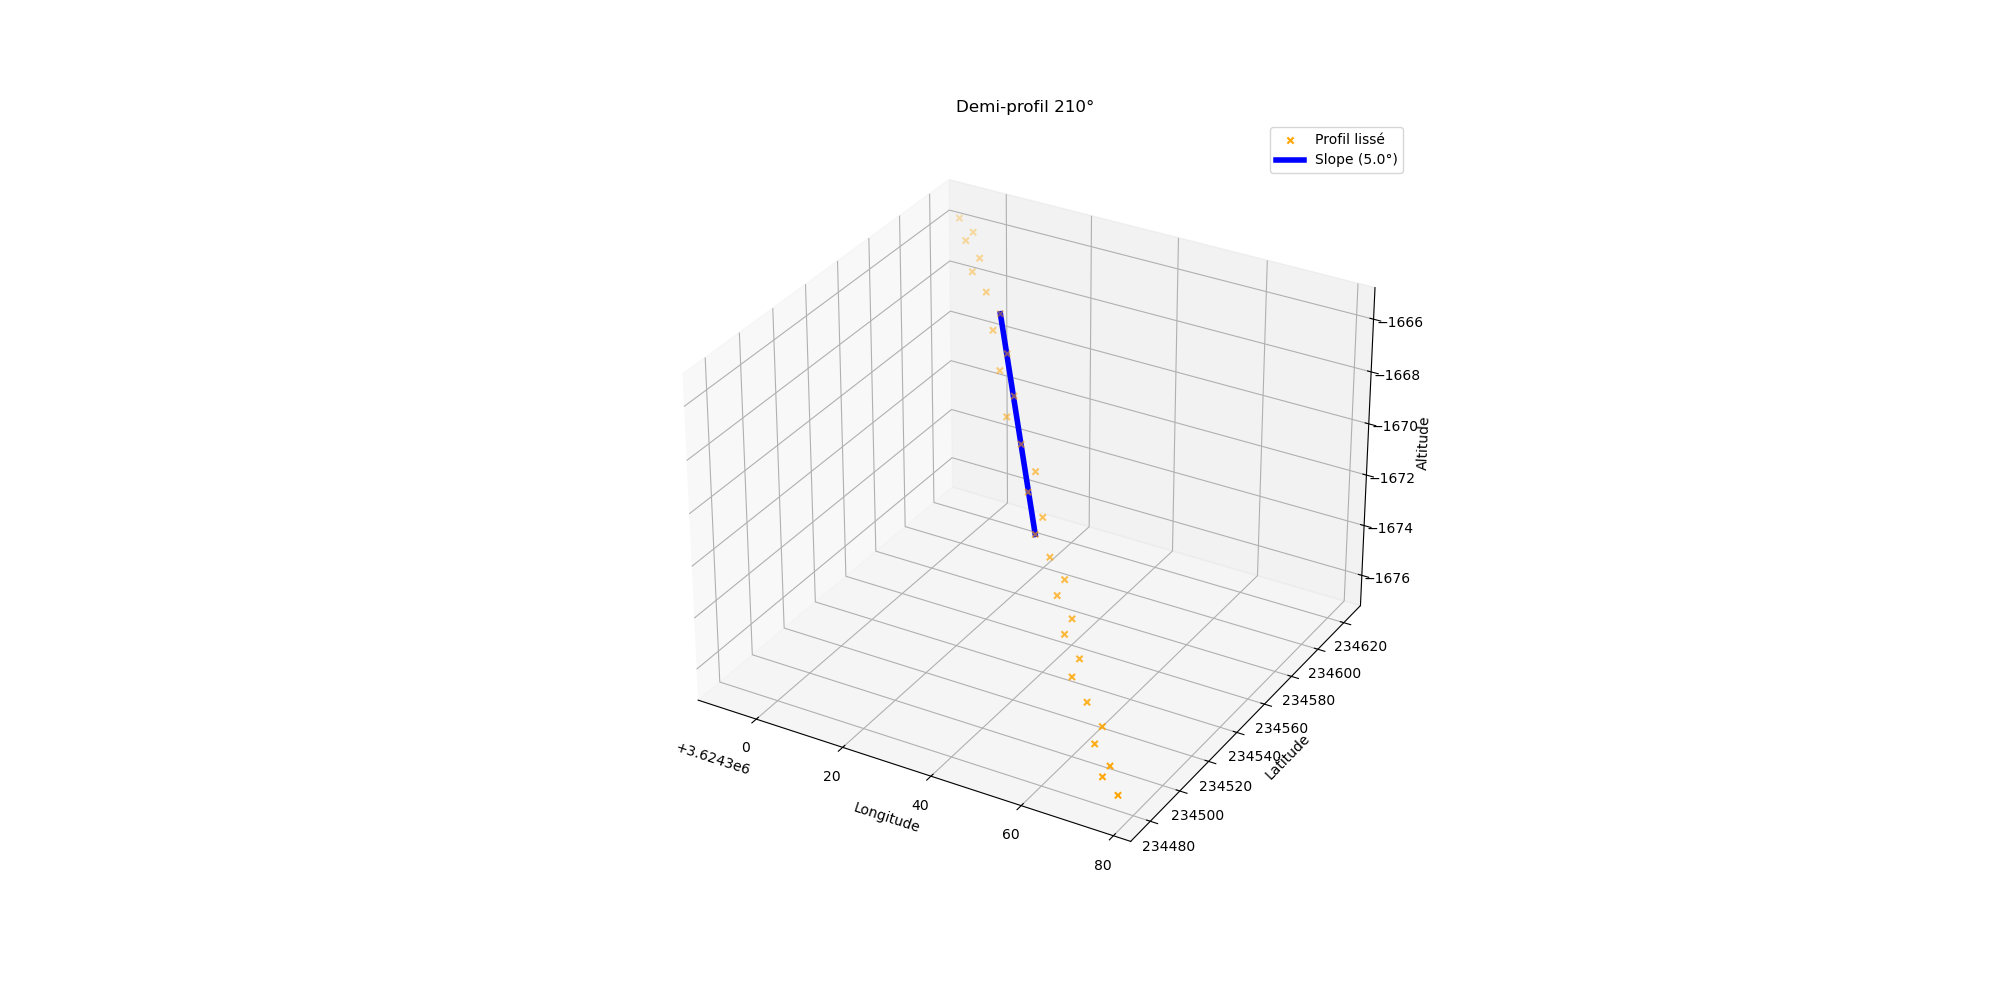 Demi-profil 210°
Profil lissé
Slope (5.0°)
−1666
−1668
−1670
−1672
−1674
−1676
Altitude
234620
234600
234580
234560
234540
234520
234500
234480
Latitude
0
20
40
60
80
+3.6243e6
Longitude